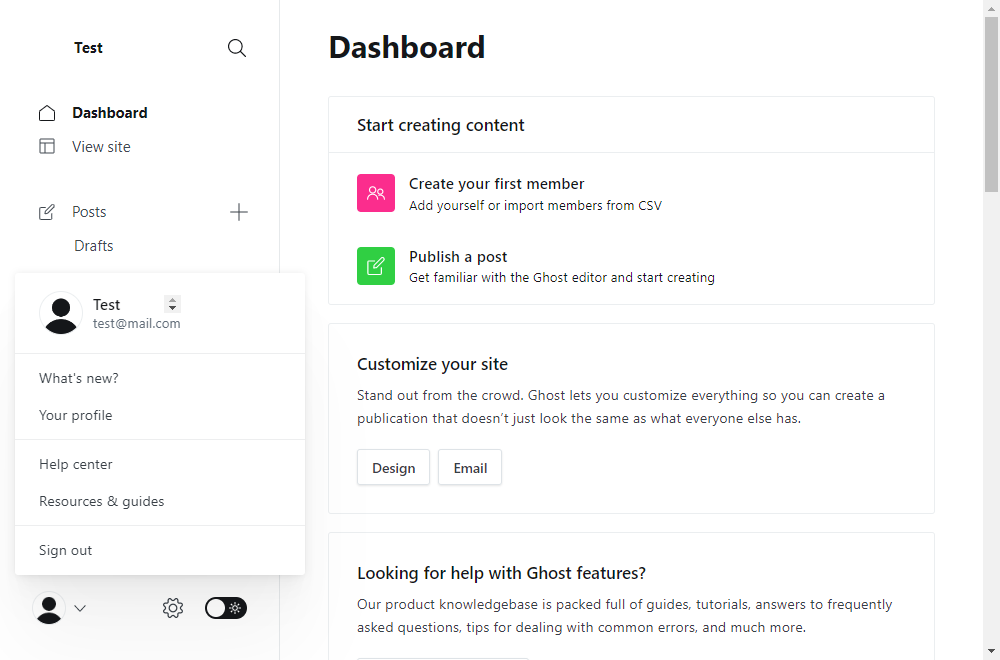 Test
Dashboard
View site
Posts
Drafts
Test
test@mail.com
What's new?
Your profile
Help center
Resources & guides
Sign out
Dashboard
Start creating content
Create your first member
Add yourself or import members from CSV
Publish a post
Get familiar with the Ghost editor and start creating
Customize your site
Stand out from the crowd. Ghost lets you customize everything so you can create a
publication that doesn’t just look the same as what everyone else has.
Design Email
Looking for help with Ghost features?
Our product knowledgebase is packed full of guides, tutorials, answers to frequently
asked questions, tips for dealing with common errors, and much more.